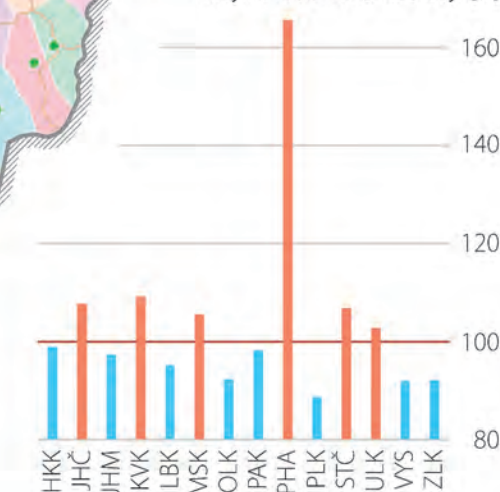 160
140
120
100
80
HKK
JHČ
JHM
KVK
LBK
MSK
OLK
PAK
PHA
PLK
STČ
ULK
VYS
ZLK